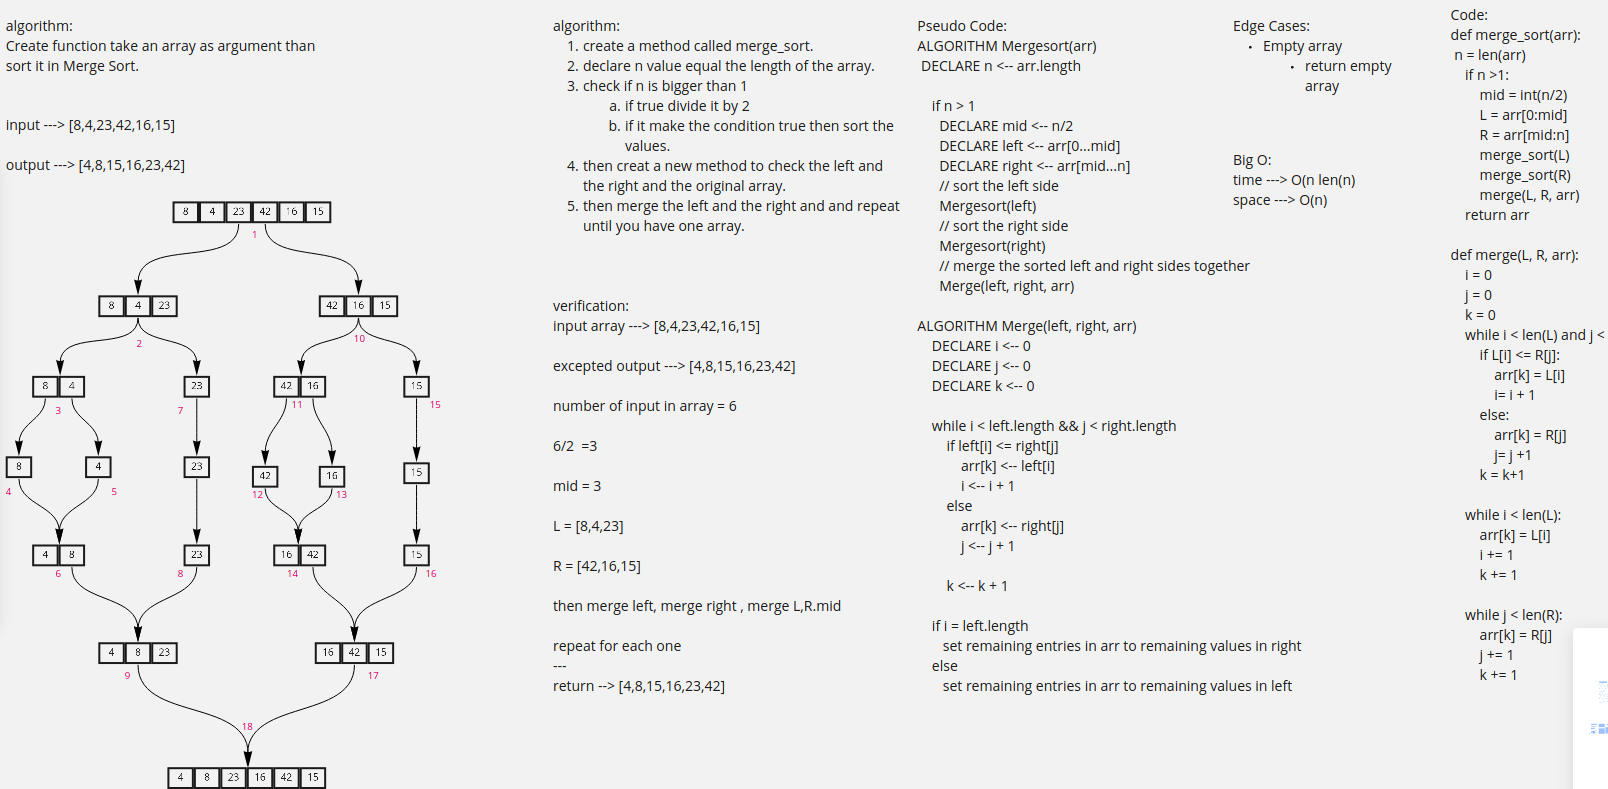 algorithm:
Create function take an array as argument than
sort it in Merge Sort.
input ---> [8,4,23,42,16,15]
output ---> [4,8,15,16,23,42]
8 4 23 42 16 15
1
8 4 23
42 16 15
2
10
8 4
23
42 16
15
3
7
11
15
8
4
23
42
16
15
4
5
12
13
4 8
23
16 42
15
6
8
14
16
4 8 23
16 42 15
9
17
18
4 8 23 16 42 15
algorithm:
1. create a method called merge_sort.
2. declare n value equal the length of the array.
3. check if n is bigger than 1
a. if true divide it by 2
b. if it make the condition true then sort the
values.
4. then creat a new method to check the left and
the right and the original array.
5. then merge the left and the right and and repeat
until you have one array.
verification:
input array ---> [8,4,23,42,16,15]
excepted output ---> [4,8,15,16,23,42]
number of input in array = 6
6/2 =3
mid = 3
L = [8,4,23]
R = [42,16,15]
then merge left, merge right , merge L,R.mid
repeat for each one
---
return --> [4,8,15,16,23,42]
Pseudo Code:
ALGORITHM Mergesort(arr)
DECLARE n <-- arr.length
if n > 1
DECLARE mid <-- n/2
DECLARE left <-- arr[0...mid]
DECLARE right <-- arr[mid...n]
// sort the left side
Mergesort(left)
// sort the right side
Mergesort(right)
// merge the sorted left and right sides together
Merge(left, right, arr)
ALGORITHM Merge(left, right, arr)
DECLARE i <-- 0
DECLARE j <-- 0
DECLARE k <-- 0
while i < left.length && j < right.length
if left[i] <= right[j]
arr[k] <-- left[i]
i <-- i + 1
else
arr[k] <-- right[j]
j <-- j + 1
k <-- k + 1
if i = left.length
set remaining entries in arr to remaining values in right
else
set remaining entries in arr to remaining values in left
Edge Cases:
• Empty array
• return empty
array
Big O:
time ---> O(n len(n)
space ---> O(n)
Code:
def merge_sort(arr):
n = len(arr)
if n >1:
mid = int(n/2)
L = arr[0:mid]
R = arr[mid:n]
merge_sort(L)
merge_sort(R)
merge(L, R, arr)
return arr
def merge(L, R, arr):
i = 0
j = 0
k = 0
while i < len(L) and j <
if L[i] <= R[j]:
arr[k] = L[i]
i= i + 1
else:
arr[k] = R[j]
j= j +1
k = k+1
while i < len(L):
arr[k] = L[i]
i += 1
k += 1
while j < len(R):
arr[k] = R[j]
j += 1
k += 1